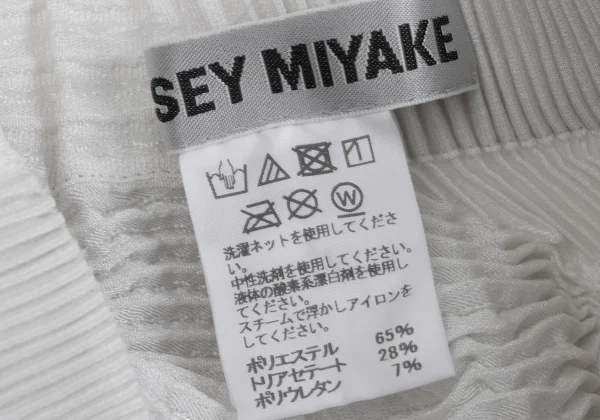 SEY MIYAKE
W
洗濯ネットを使用してくださ
い。
中性洗剤を使用してください。
液体の酸素系漂白剤を使用し
てください。
スチームで浮かしアイロンを
してください。
ポリエステル 65%
トリアセテート 28%
ポリウレタン 7%